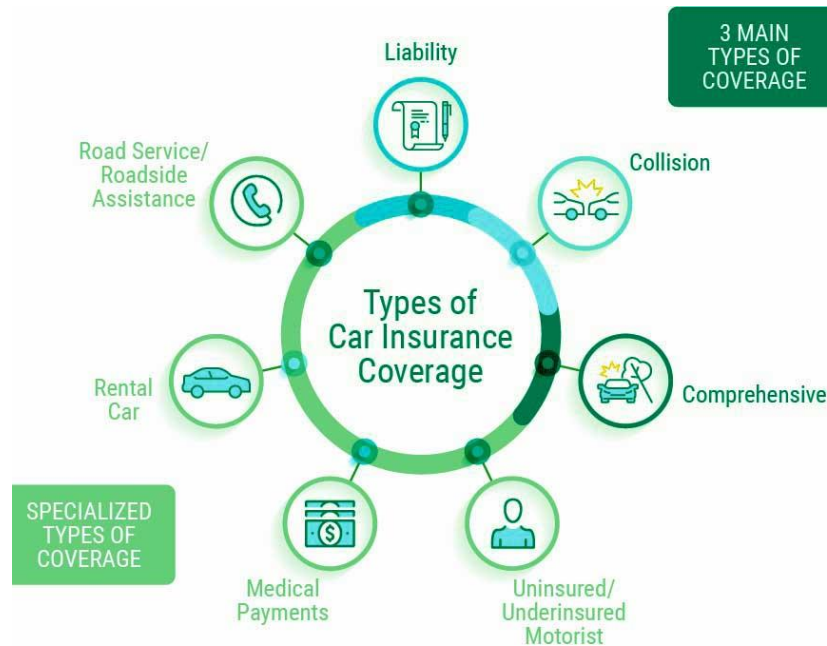 3 MAIN
TYPES OF
COVERAGE
Liability
Collision
Comprehensive
Uninsured/
Underinsured
Motorist
Medical
Payments
Rental
Car
Road Service/
Roadside
Assistance
Types of
Car Insurance
Coverage
SPECIALIZED
TYPES OF
COVERAGE
$